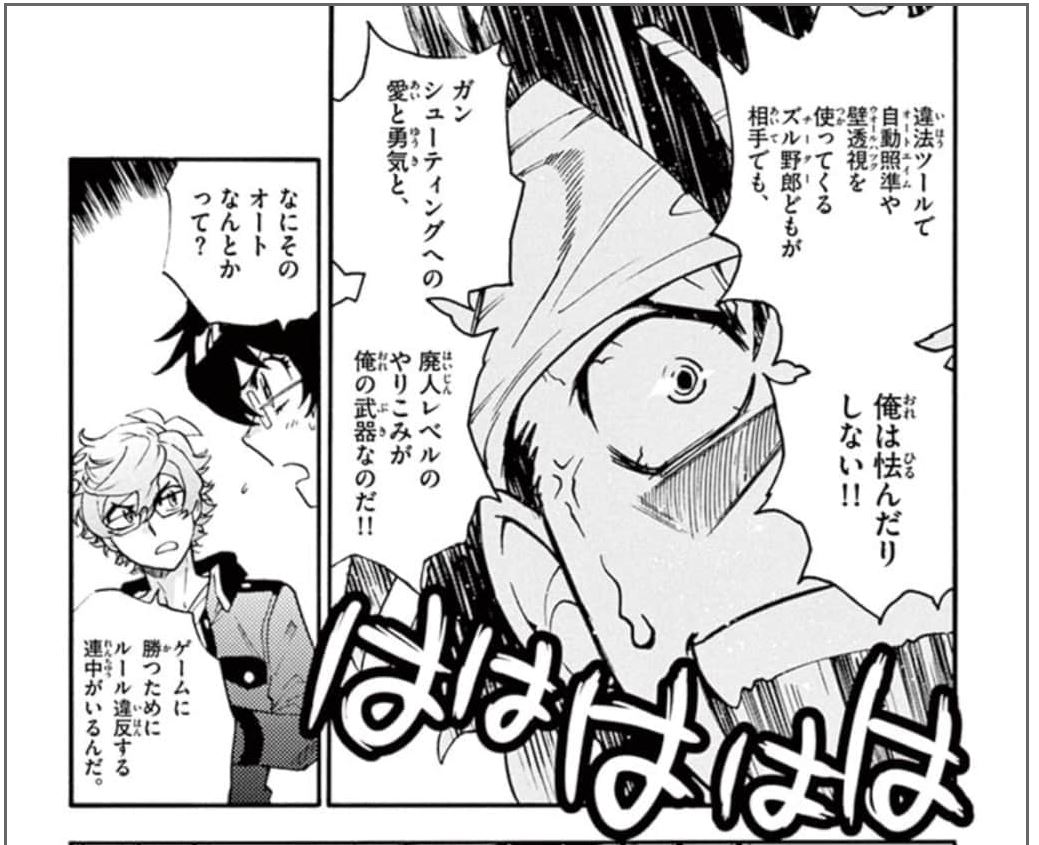 違法ツールで
自動照準や
壁透視を
使ってくる
ズル野郎どもが
相手でも、
俺は怯んだり
しない!!
ガン
シューティングへの
愛と勇気と、
廃人レベルの
やりこみが
俺の武器なのだ!!
はははははは
なにその
オート
なんとか
って?
ゲームに
勝つために
ルール違反する
連中がいるんだ。